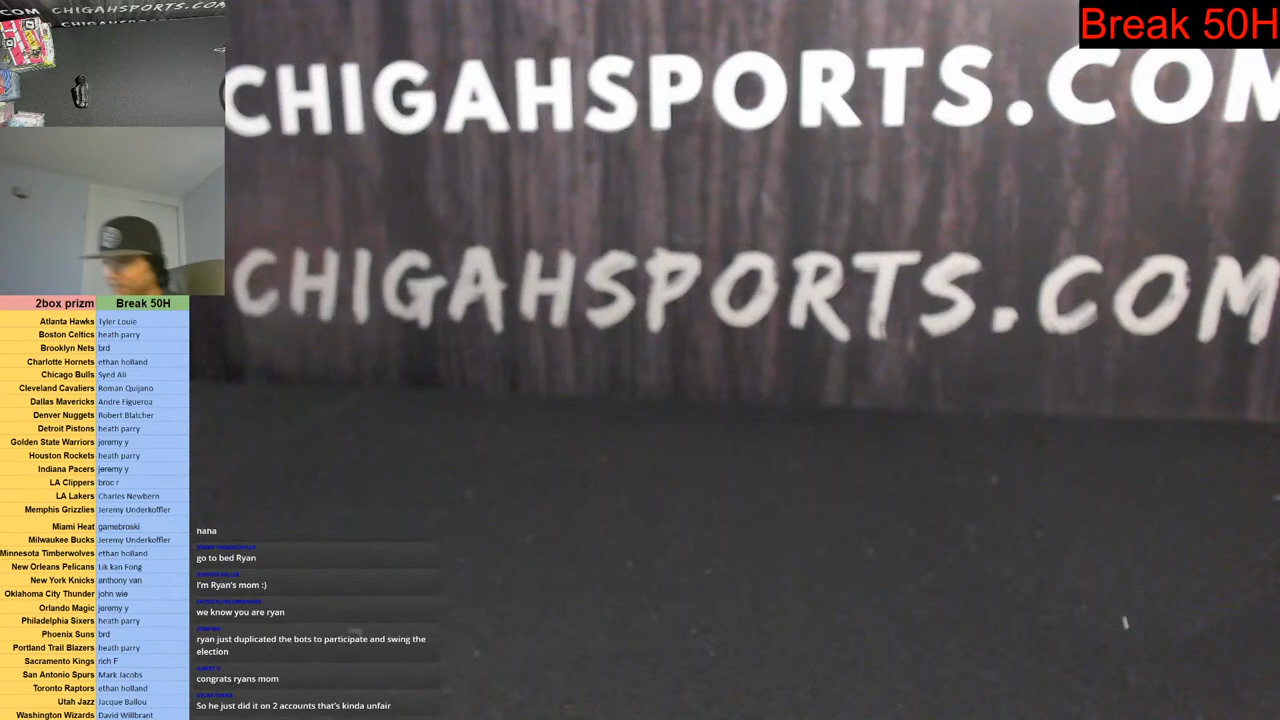 COM CHIGAHSPORTS.COM
Break 50H
CHIGAHSPORTS.COM
CHIGAHSPORTS.COM
2box prizm Break 50H
Atlanta Hawks Tyler Louie
Boston Celtics heath parry
Brooklyn Nets brd
Charlotte Hornets ethan holland
Chicago Bulls Syed Ali
Cleveland Cavaliers Roman Quijano
Dallas Mavericks Andre Figueroa
Denver Nuggets Robert Blatcher
Detroit Pistons heath parry
Golden State Warriors jeremy y
Houston Rockets heath parry
Indiana Pacers jeremy y
LA Clippers broc r
LA Lakers Charles Newbern
Memphis Grizzlies Jeremy Underkoffler
Miami Heat gamebroski
Milwaukee Bucks Jeremy Underkoffler
Minnesota Timberwolves ethan holland
New Orleans Pelicans Lik kan Fong
New York Knicks anthony van
Oklahoma City Thunder john wie
Orlando Magic jeremy y
Philadelphia Sixers heath parry
Phoenix Suns brd
Portland Trail Blazers heath parry
Sacramento Kings rich F
San Antonio Spurs Mark Jacobs
Toronto Raptors ethan holland
Utah Jazz Jacque Ballou
Washington Wizards David Willbrant
haha
go to bed Ryan
I'm Ryan's mom :)
we know you are ryan
ryan just duplicated the bots to participate and swing the
election
congrats ryans mom
So he just did it on 2 accounts that's kinda unfair